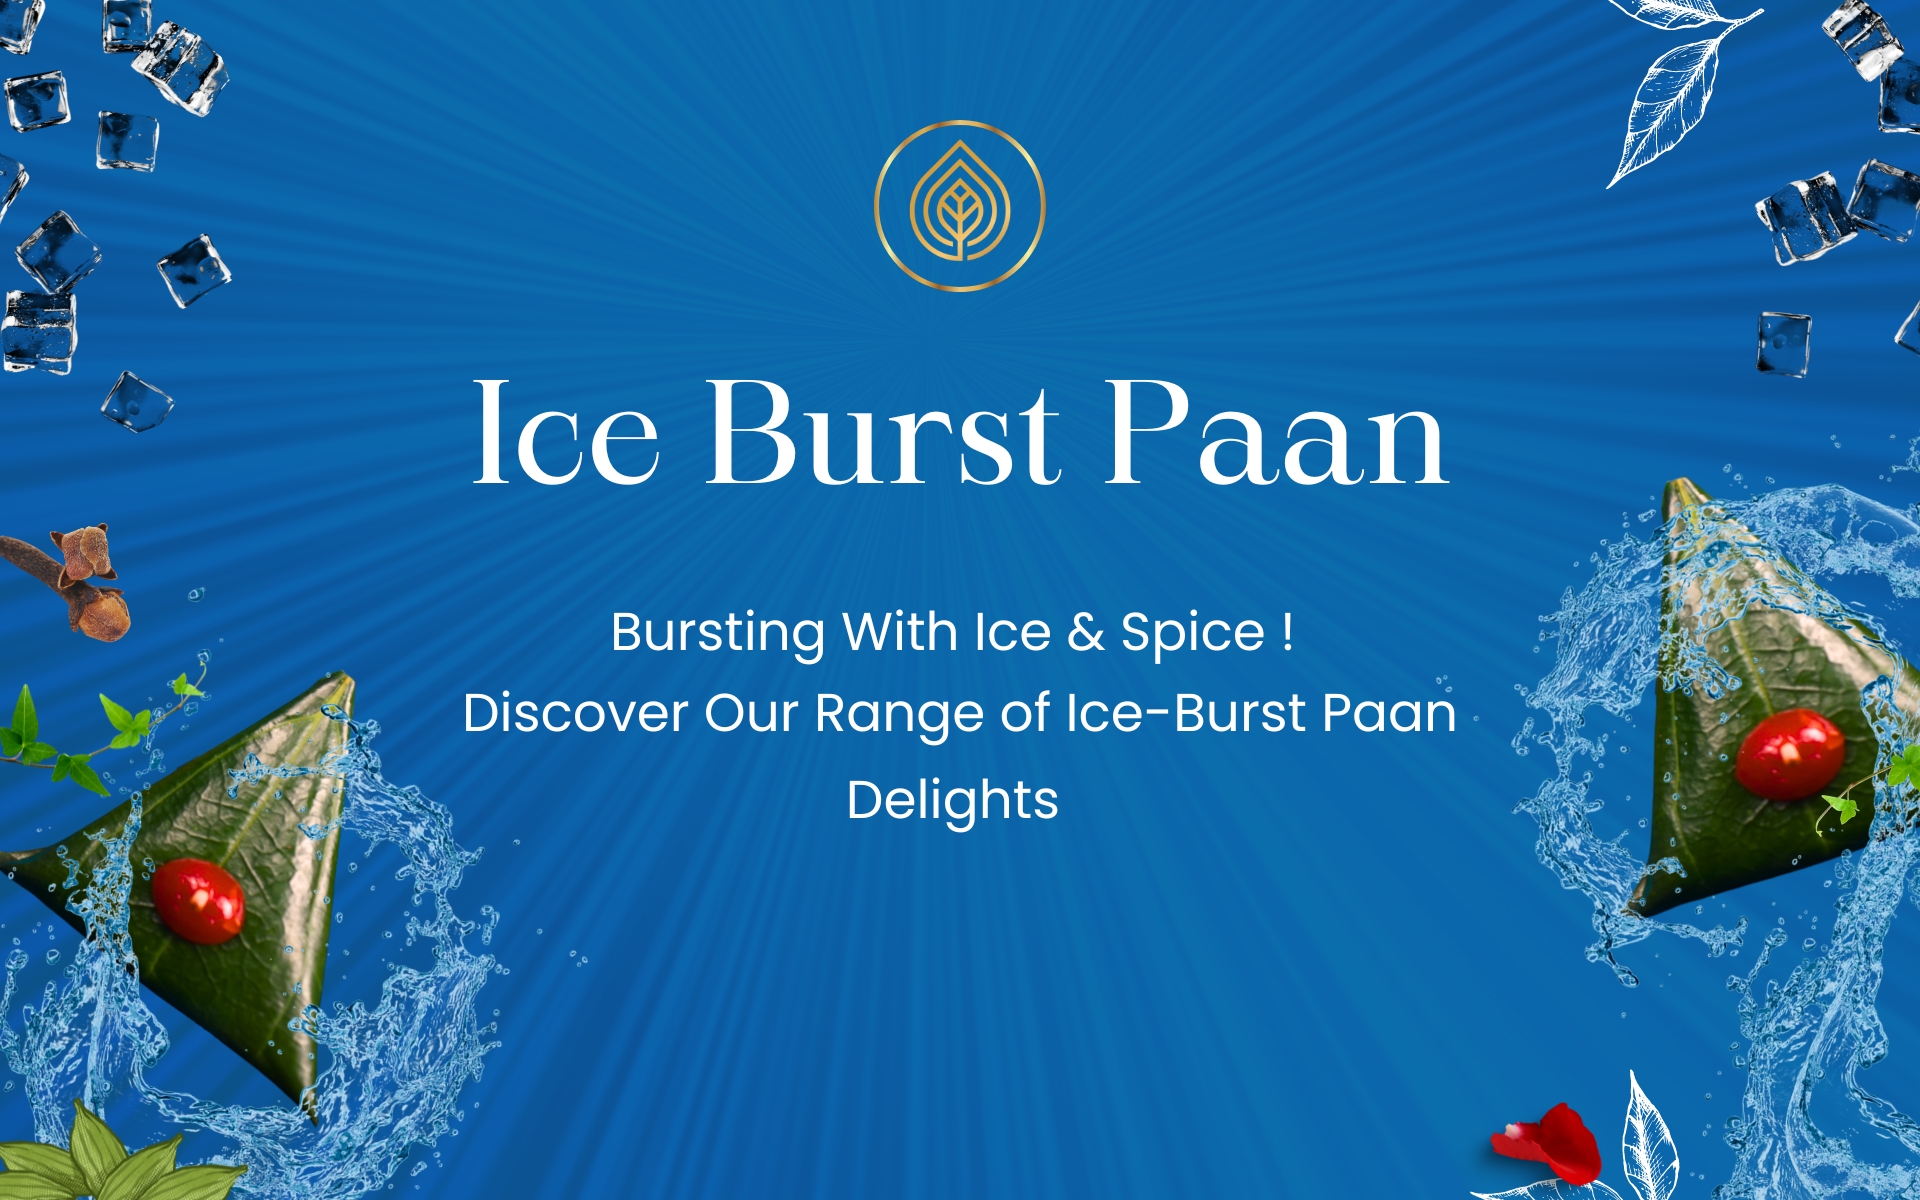 Ice Burst Paan
Bursting With Ice & Spice !
Discover Our Range of Ice-Burst Paan
Delights